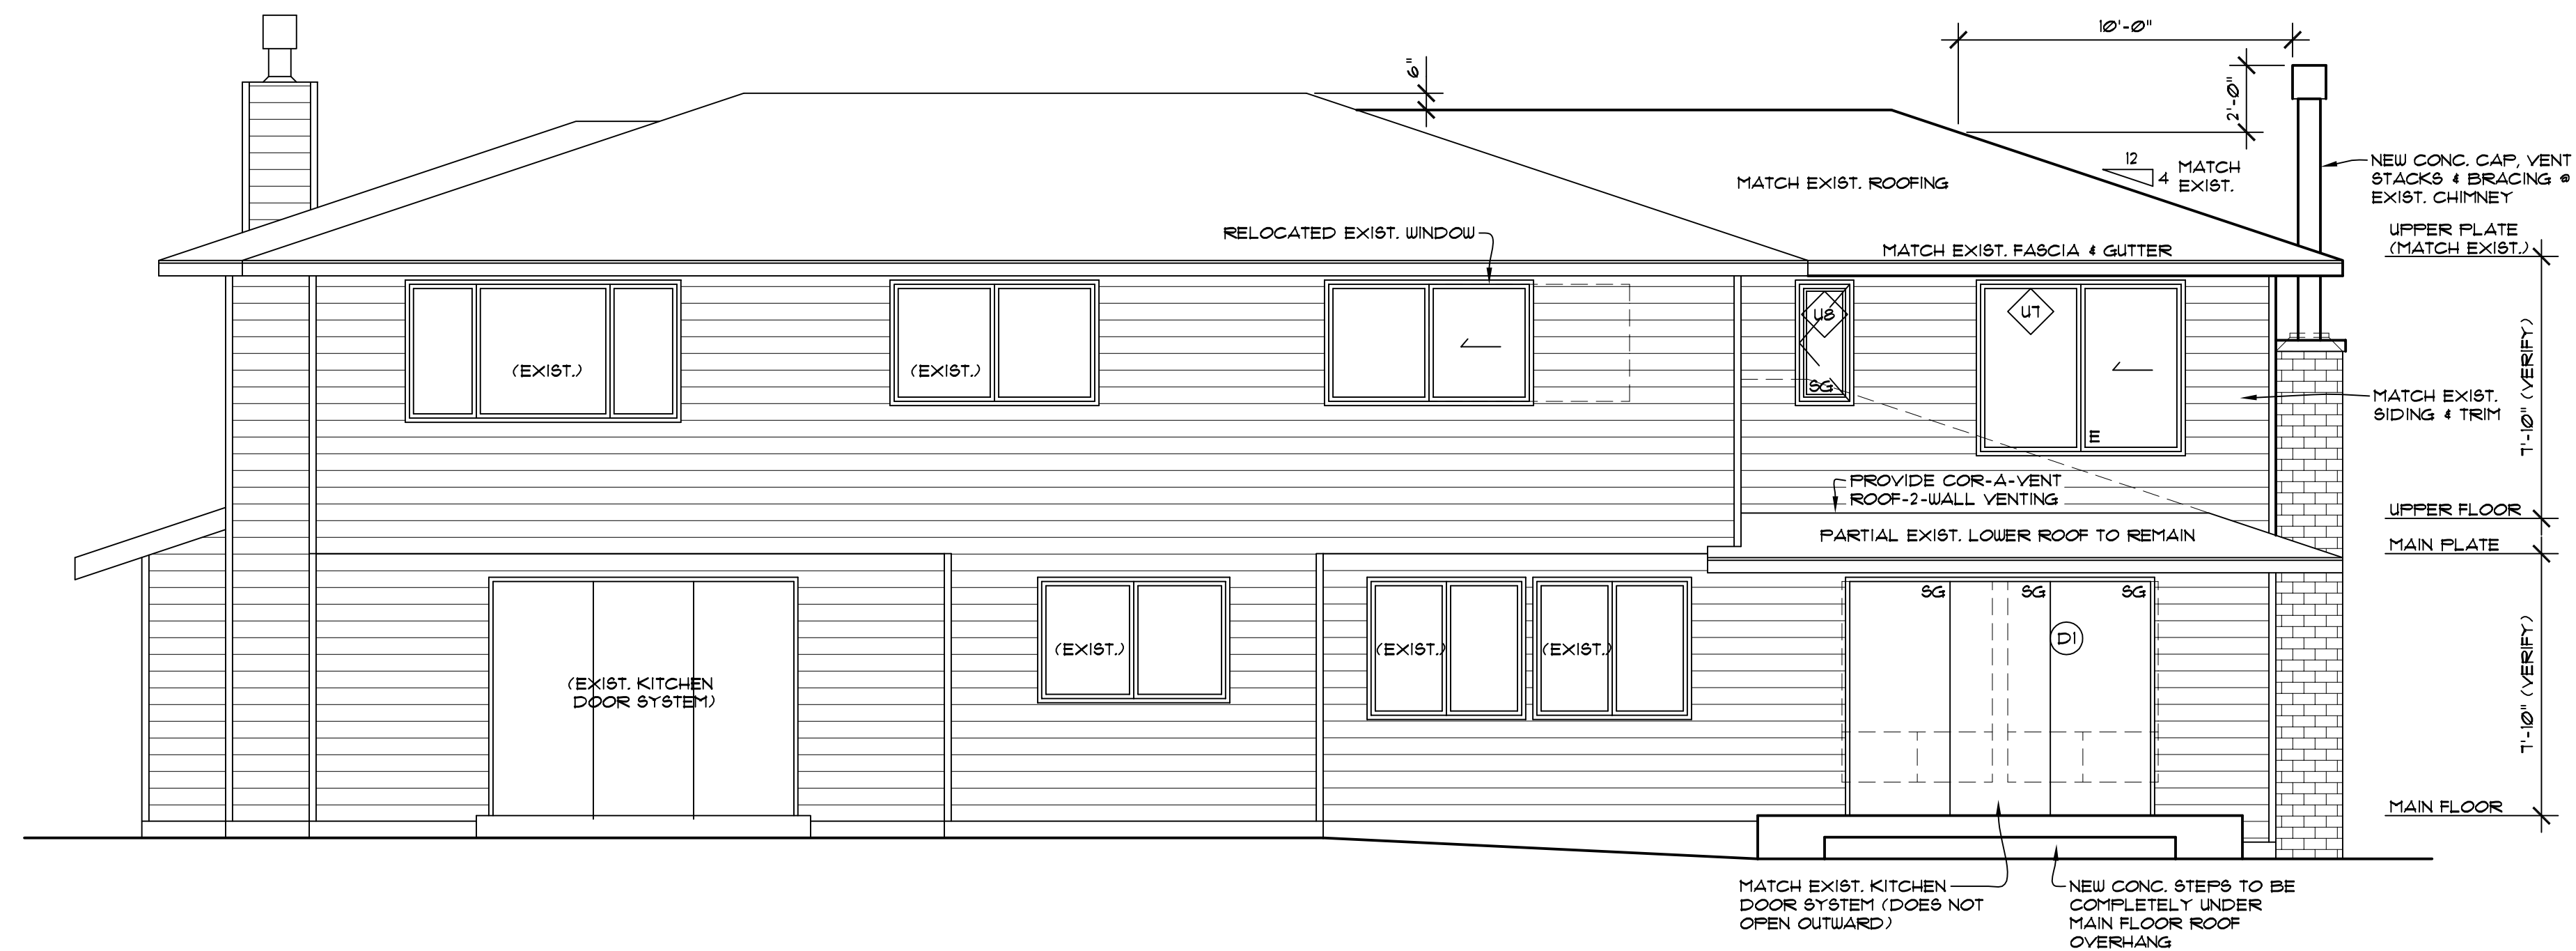 10'-0"
6"
2'-0"
12
4
MATCH
EXIST.
NEW CONC. CAP, VENT
STACKS & BRACING @
EXIST. CHIMNEY
MATCH EXIST. ROOFING
RELOCATED EXIST. WINDOW
MATCH EXIST. FASCIA & GUTTER
UPPER PLATE
(MATCH EXIST.)
U8
U7
(EXIST.)
(EXIST.)
SG
E
MATCH EXIST.
SIDING & TRIM
7'-10" (VERIFY)
PROVIDE COR-A-VENT
ROOF-2-WALL VENTING
UPPER FLOOR
PARTIAL EXIST. LOWER ROOF TO REMAIN
MAIN PLATE
SG
SG
SG
D1
(EXIST.)
(EXIST.)
(EXIST.)
(EXIST. KITCHEN
DOOR SYSTEM)
7'-10" (VERIFY)
MAIN FLOOR
MATCH EXIST. KITCHEN
DOOR SYSTEM (DOES NOT
OPEN OUTWARD)
NEW CONC. STEPS TO BE
COMPLETELY UNDER
MAIN FLOOR ROOF
OVERHANG